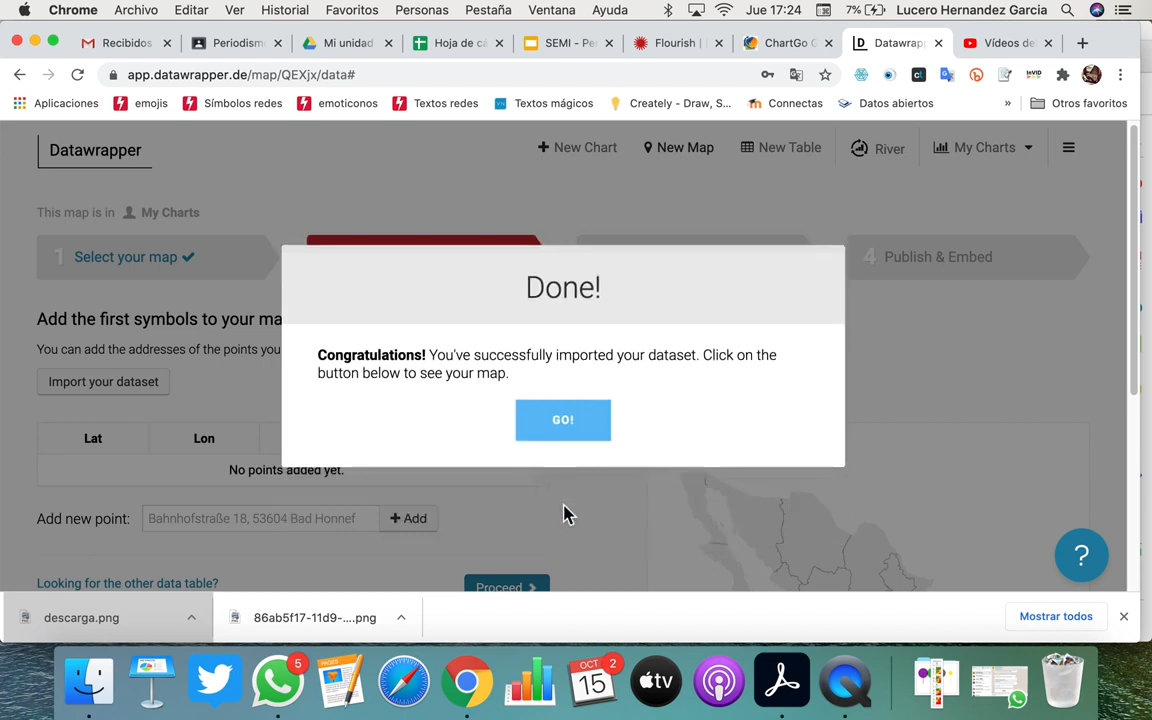 Chrome Archivo Editar Ver Historial Favoritos Personas Pestaña Ventana Ayuda Jue 17:24 7% Lucero Hernandez Garcia
Recibidos Periodism Mi unidad Hoja de cá SEMI - Pe Flourish | ChartGo G Datawrap Vídeos de
app.datawrapper.de/map/QEXjx/data#
Aplicaciones emojis Símbolos redes emoticonos Textos redes Textos mágicos Creately - Draw, S... Connectas Datos abiertos » Otros favoritos
Datawrapper New Chart New Map New Table River My Charts
This map is in My Charts
1 Select your map 4 Publish & Embed
Done!
Add the first symbols to your ma
You can add the addresses of the points you
Congratulations! You've successfully imported your dataset. Click on the
button below to see your map.
Import your dataset
GO!
Lat Lon
No points added yet.
Add new point: Bahnhofstraße 18, 53604 Bad Honnef + Add
?
Looking for the other data table? Proceed
descarga.png 86ab5f17-11d9-....png Mostrar todos
5 OCT 2 15 tv